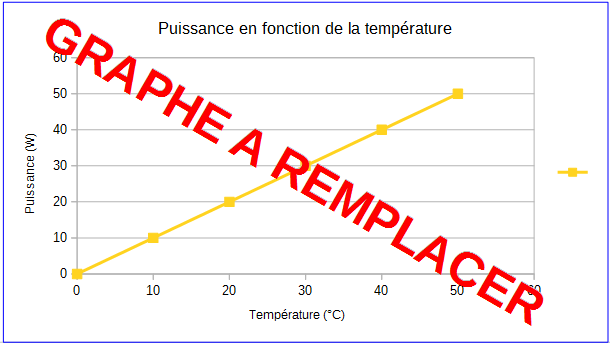 Puissance en fonction de la température
GRAPHE A REMPLACER
Puissance (W)
60
50
40
30
20
10
0
0 10 20 30 40 50 60
Température (°C)